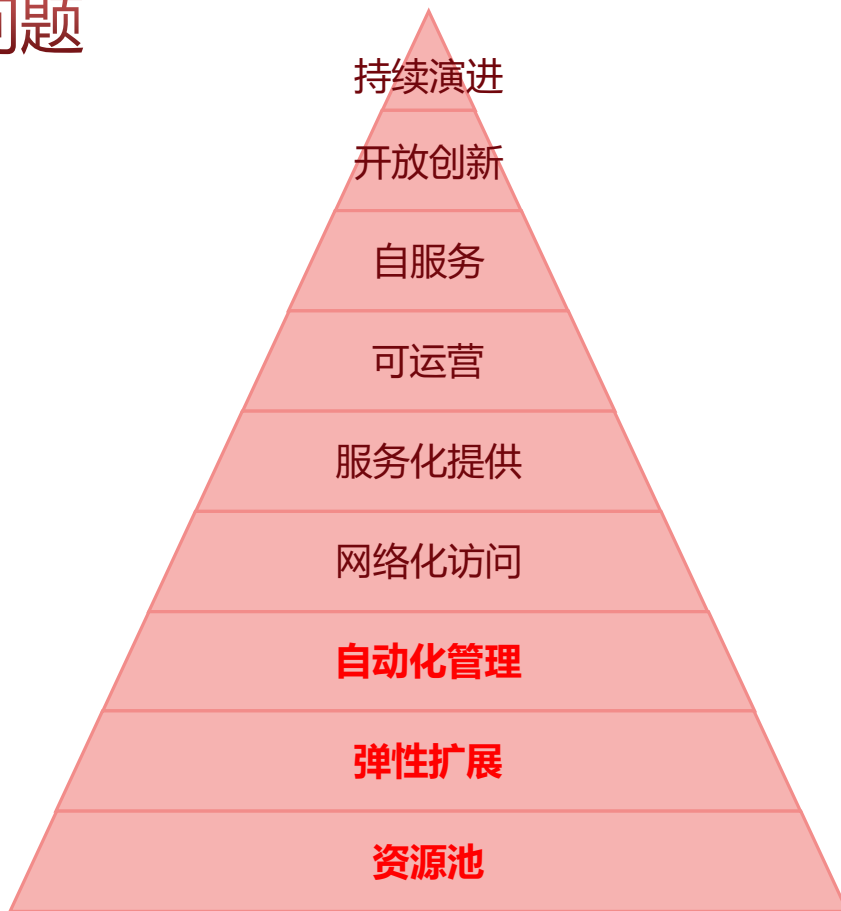 问题
持续演进
开放创新
自服务
可运营
服务化提供
网络化访问
自动化管理
弹性扩展
资源池